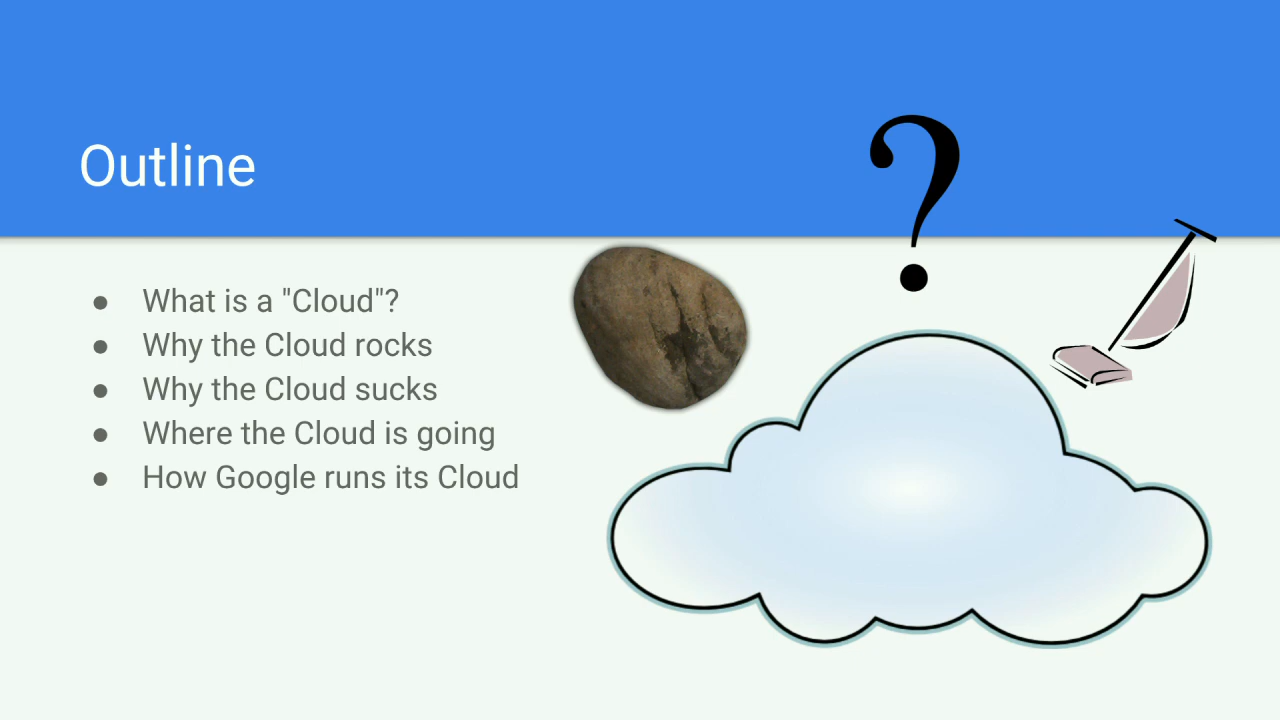 Outline
?
● What is a "Cloud"?
● Why the Cloud rocks
● Why the Cloud sucks
● Where the Cloud is going
● How Google runs its Cloud